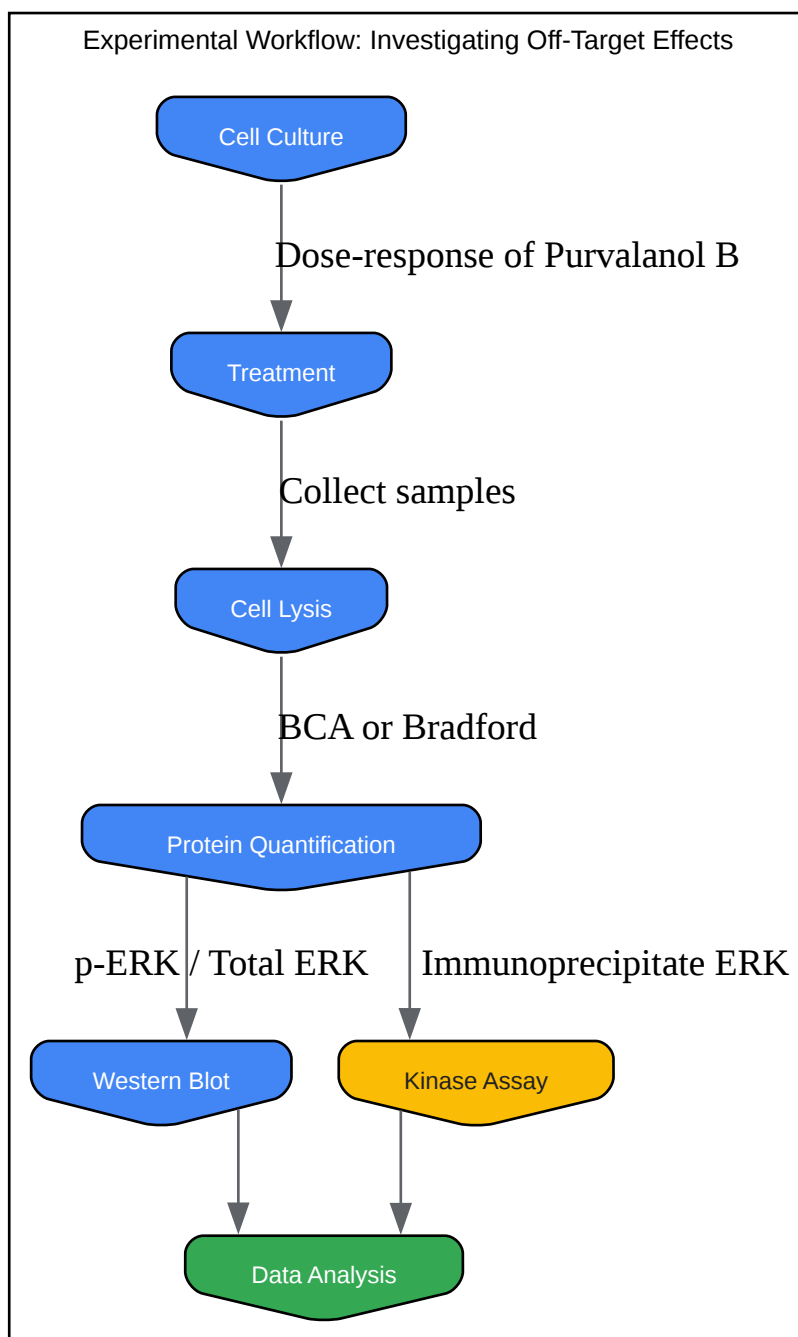 Experimental Workflow: Investigating Off-Target Effects
Cell Culture
Dose-response of Purvalanol B
Treatment
Collect samples
Cell Lysis
BCA or Bradford
Protein Quantification
p-ERK / Total ERK
Immunoprecipitate ERK
Western Blot
Kinase Assay
Data Analysis